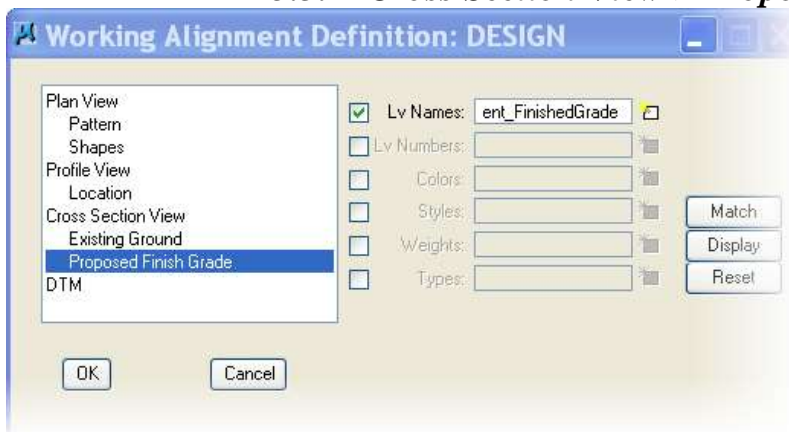 Working Alignment Definition: DESIGN
Plan View
Pattern
Shapes
Profile View
Location
Cross Section View
Existing Ground
Proposed Finish Grade
DTM
Lv Names: ent_FinishedGrade
Lv Numbers:
Colors:
Styles:
Weights:
Types:
Match
Display
Reset
OK
Cancel